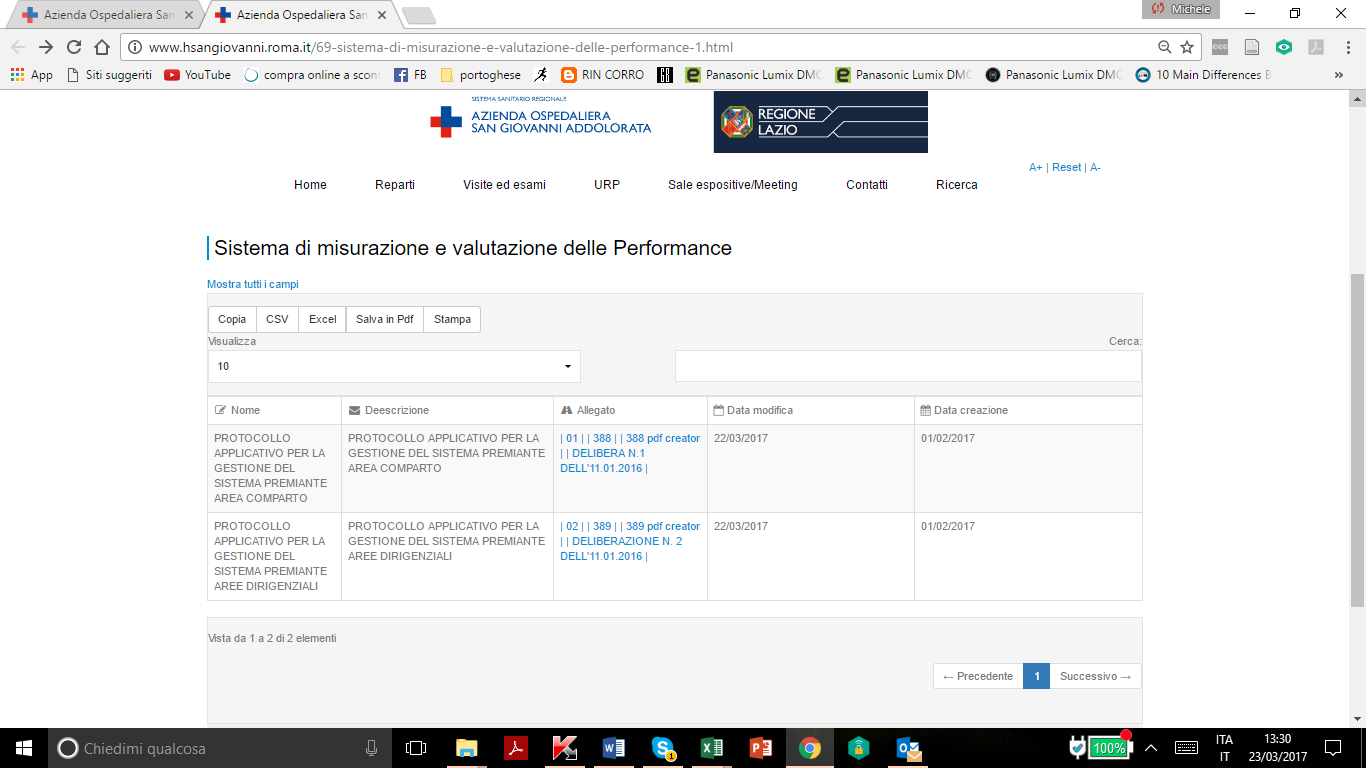 Azienda Ospedaliera San
Azienda Ospedaliera San
Michele
www.hsangiovanni.roma.it/69-sistema-di-misurazione-e-valutazione-delle-performance-1.html
App Siti suggeriti YouTube compra online a scont FB portoghese RIN CORRO Panasonic Lumix DMC Panasonic Lumix DMC Panasonic Lumix DMC 10 Main Differences B »
SISTEMA SANITARIO REGIONALE
AZIENDA OSPEDALIERA
SAN GIOVANNI ADDOLORATA
REGIONE
LAZIO
A+ | Reset | A-
Home Reparti Visite ed esami URP Sale espositive/Meeting Contatti Ricerca
Sistema di misurazione e valutazione delle Performance
Mostra tutti i campi
Copia CSV Excel Salva in Pdf Stampa
Visualizza Cerca:
10
Nome Deescrizione Allegato Data modifica Data creazione
PROTOCOLLO
APPLICATIVO PER LA
GESTIONE DEL
SISTEMA PREMIANTE
AREA COMPARTO
PROTOCOLLO APPLICATIVO PER LA
GESTIONE DEL SISTEMA PREMIANTE
AREA COMPARTO
| 01 | | 388 | | 388 pdf creator
| | DELIBERA N.1
DELL'11.01.2016 |
22/03/2017
01/02/2017
PROTOCOLLO
APPLICATIVO PER LA
GESTIONE DEL
SISTEMA PREMIANTE
AREE DIRIGENZIALI
PROTOCOLLO APPLICATIVO PER LA
GESTIONE DEL SISTEMA PREMIANTE
AREE DIRIGENZIALI
| 02 | | 389 | | 389 pdf creator
| | DELIBERAZIONE N. 2
DELL'11.01.2016 |
22/03/2017
01/02/2017
Vista da 1 a 2 di 2 elementi
← Precedente 1 Successivo →
Chiedimi qualcosa
100%
ITA
IT
13:30
23/03/2017